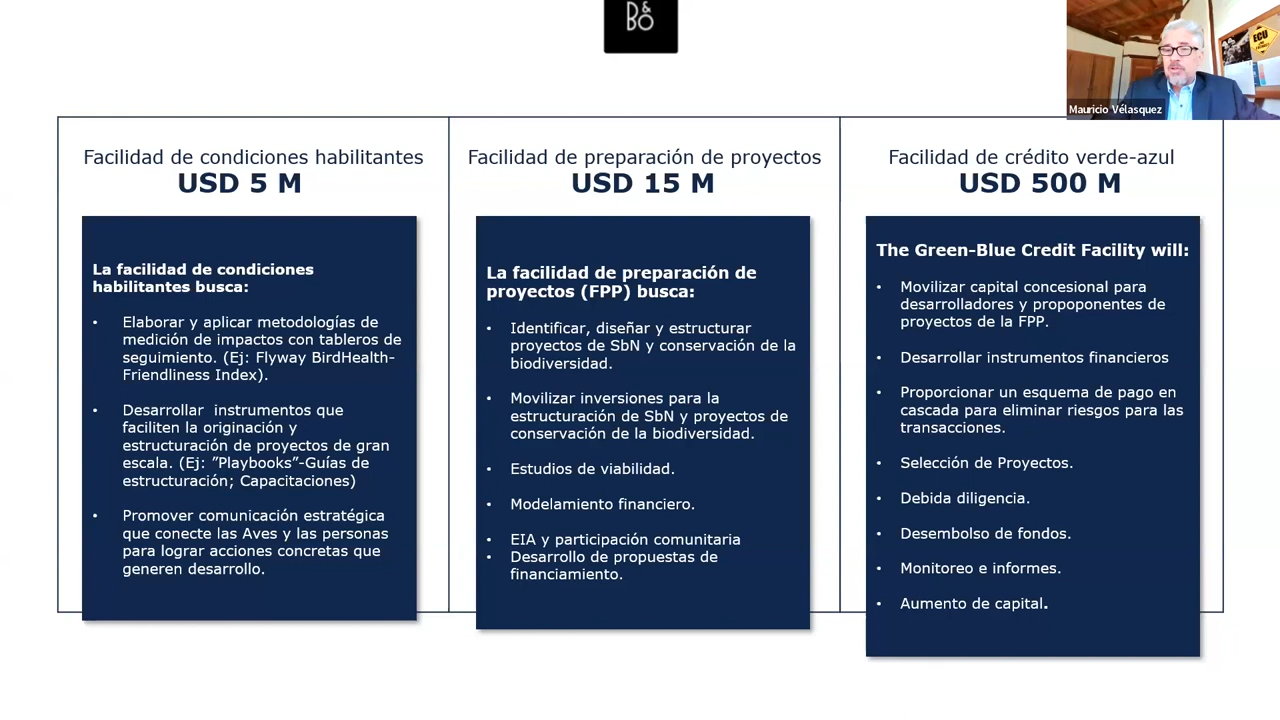 D&
BO
ECU
Mauricio Vélasquez
Facilidad de condiciones habilitantes
USD 5 M
La facilidad de condiciones
habilitantes busca:
• Elaborar y aplicar metodologías de
medición de impactos con tableros de
seguimiento. (Ej: Flyway BirdHealth-
Friendliness Index).
• Desarrollar instrumentos que
faciliten la originación y
estructuración de proyectos de gran
escala. (Ej: ”Playbooks”-Guías de
estructuración; Capacitaciones)
• Promover comunicación estratégica
que conecte las Aves y las personas
para lograr acciones concretas que
generen desarrollo.
Facilidad de preparación de proyectos
USD 15 M
La facilidad de preparación de
proyectos (FPP) busca:
• Identificar, diseñar y estructurar
proyectos de SbN y conservación de la
biodiversidad.
• Movilizar inversiones para la
estructuración de SbN y proyectos de
conservación de la biodiversidad.
• Estudios de viabilidad.
• Modelamiento financiero.
• EIA y participación comunitaria
• Desarrollo de propuestas de
financiamiento.
Facilidad de crédito verde-azul
USD 500 M
The Green-Blue Credit Facility will:
• Movilizar capital concesional para
desarrolladores y propoponentes de
proyectos de la FPP.
• Desarrollar instrumentos financieros
• Proporcionar un esquema de pago en
cascada para eliminar riesgos para las
transacciones.
• Selección de Proyectos.
• Debida diligencia.
• Desembolso de fondos.
• Monitoreo e informes.
• Aumento de capital.